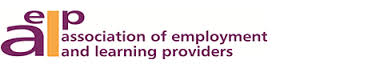 aelp
association of employment
and learning providers